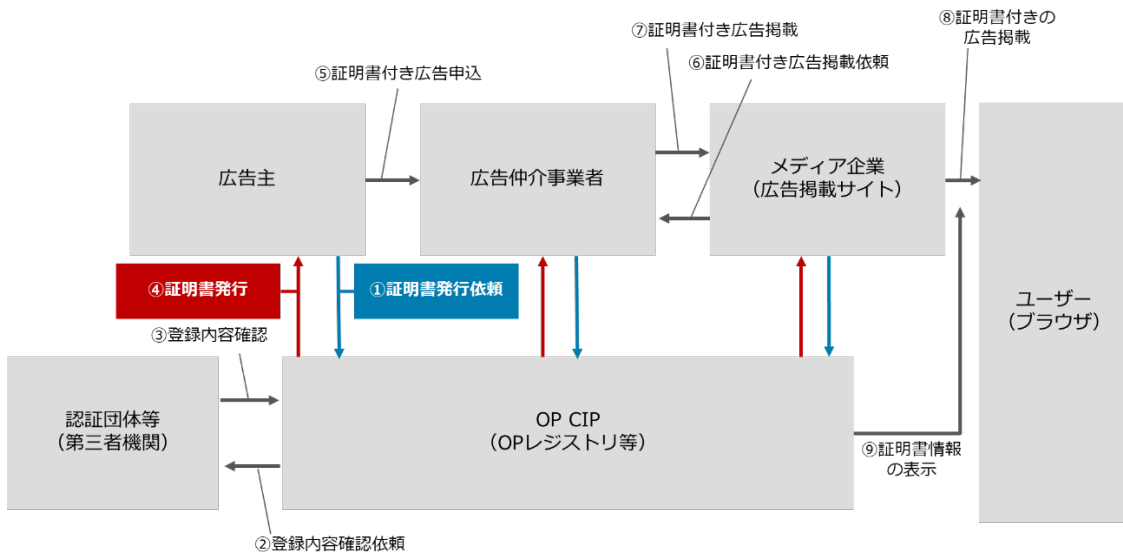 ⑧証明書付きの
広告掲載
⑦証明書付き広告掲載
⑥証明書付き広告掲載依頼
⑤証明書付き広告申込
広告主
広告仲介事業者
メディア企業
（広告掲載サイト）
④証明書発行
①証明書発行依頼
ユーザー
（ブラウザ）
③登録内容確認
認証団体等
（第三者機関）
OP CIP
（OPレジストリ等）
⑨証明書情報
の表示
②登録内容確認依頼